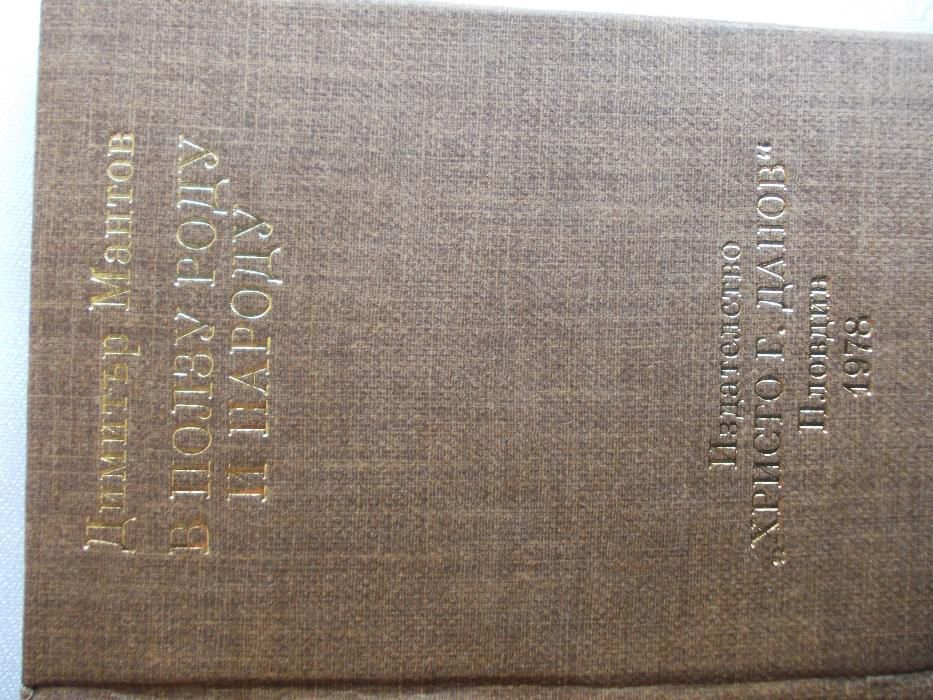 Димитър Мантов
В ПОЛЗУ РОДУ
И НАРОДУ
Издателство
„ХРИСТО Г. ДАНОВ“
Пловдив
1978